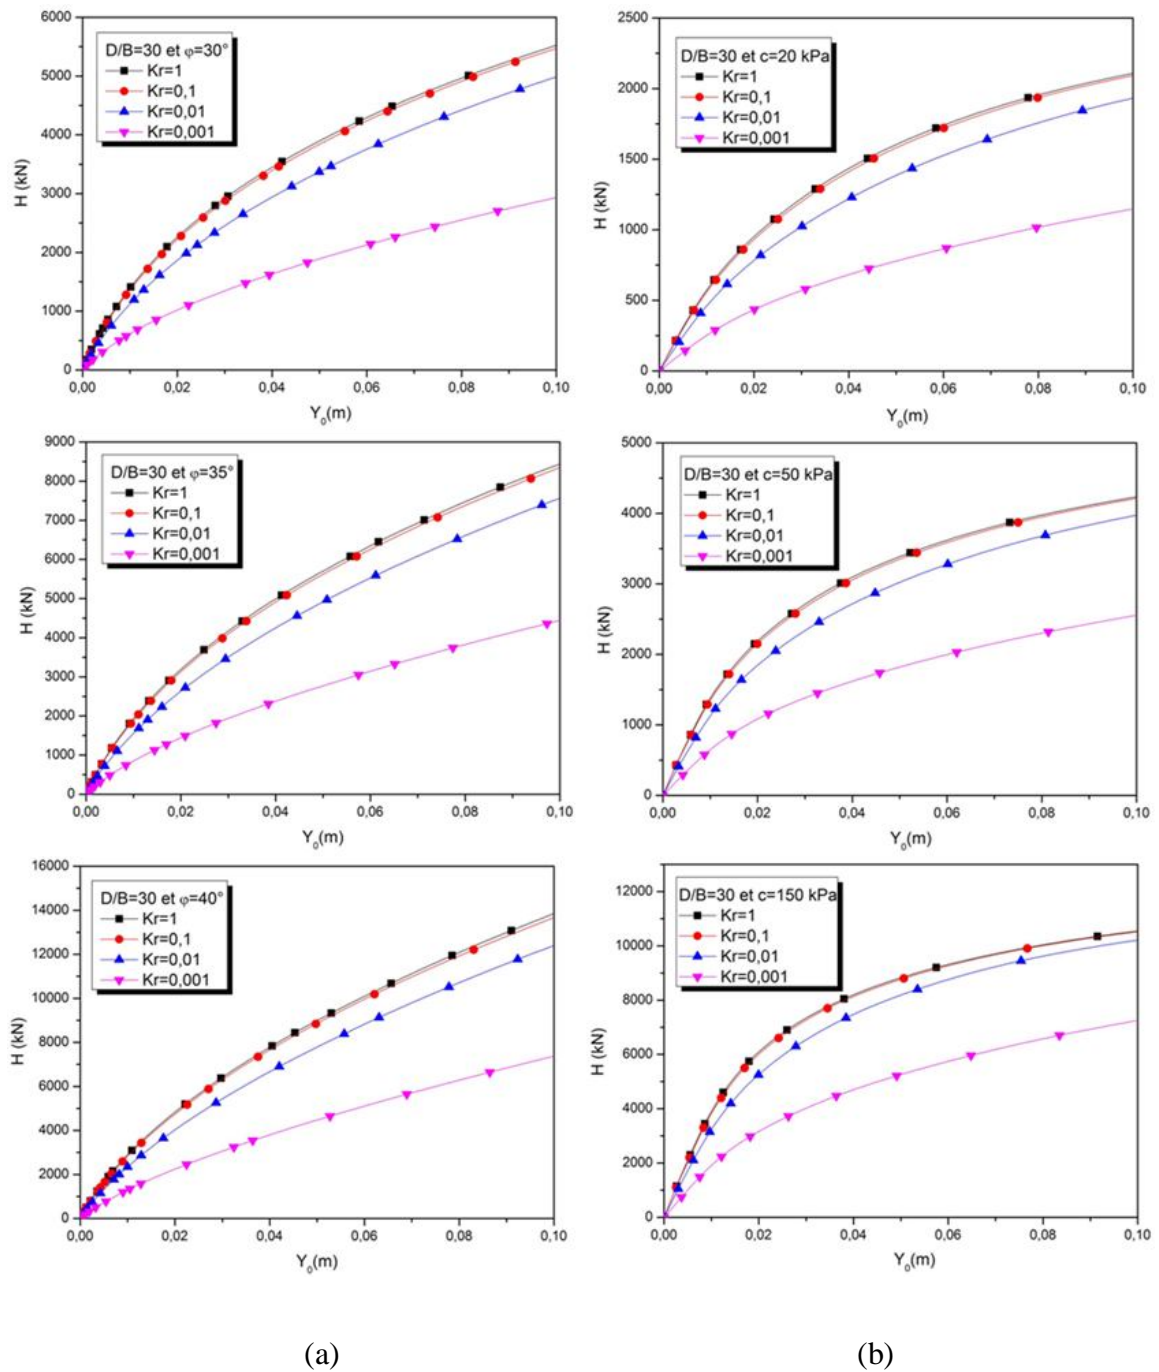 6000
5000
4000
3000
2000
1000
0
H (kN)
D/B=30 et φ=30°
Kr=1
Kr=0,1
Kr=0,01
Kr=0,001
0,00 0,02 0,04 0,06 0,08 0,10
Y0(m)
2500
2000
1500
1000
500
0
H (kN)
D/B=30 et c=20 kPa
Kr=1
Kr=0,1
Kr=0,01
Kr=0,001
0,00 0,02 0,04 0,06 0,08 0,10
Y0(m)
9000
8000
7000
6000
5000
4000
3000
2000
1000
0
H (kN)
D/B=30 et φ=35°
Kr=1
Kr=0,1
Kr=0,01
Kr=0,001
0,00 0,02 0,04 0,06 0,08 0,10
Y0(m)
5000
4000
3000
2000
1000
0
H (kN)
D/B=30 et c=50 kPa
Kr=1
Kr=0,1
Kr=0,01
Kr=0,001
0,00 0,02 0,04 0,06 0,08 0,10
Y0(m)
16000
14000
12000
10000
8000
6000
4000
2000
0
H (kN)
D/B=30 et φ=40°
Kr=1
Kr=0,1
Kr=0,01
Kr=0,001
0,00 0,02 0,04 0,06 0,08 0,10
Y0(m)
12000
10000
8000
6000
4000
2000
0
H (kN)
D/B=30 et c=150 kPa
Kr=1
Kr=0,1
Kr=0,01
Kr=0,001
0,00 0,02 0,04 0,06 0,08 0,10
Y0(m)
(a) (b)